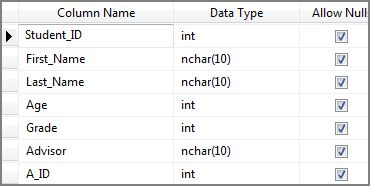 Column Name Data Type Allow Nulls
Student_ID int
First_Name nchar(10)
Last_Name nchar(10)
Age int
Grade int
Advisor nchar(10)
A_ID int